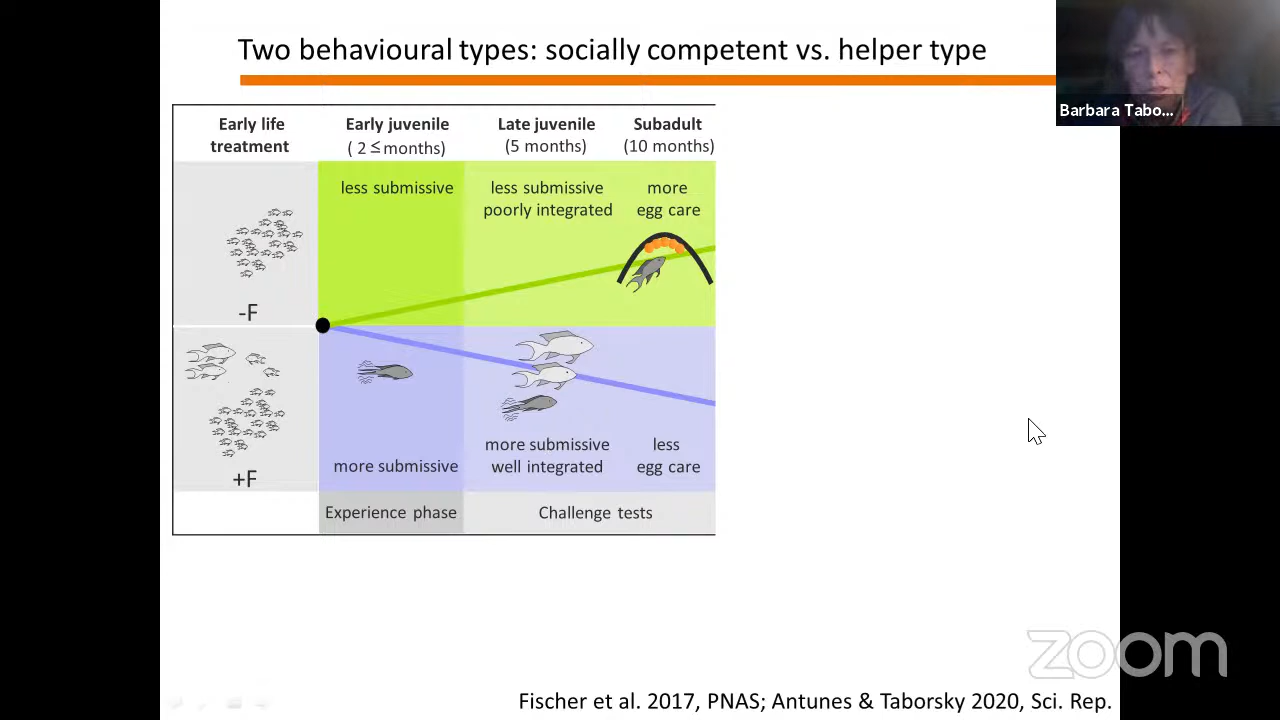 Two behavioural types: socially competent vs. helper type
Barbara Tabo...
Early life treatment
Early juvenile ( 2 ≤ months)
Late juvenile (5 months)
Subadult (10 months)
less submissive
less submissive poorly integrated
more egg care
-F
+F
more submissive
more submissive well integrated
less egg care
Experience phase
Challenge tests
zoom
Fischer et al. 2017, PNAS; Antunes & Taborsky 2020, Sci. Rep.